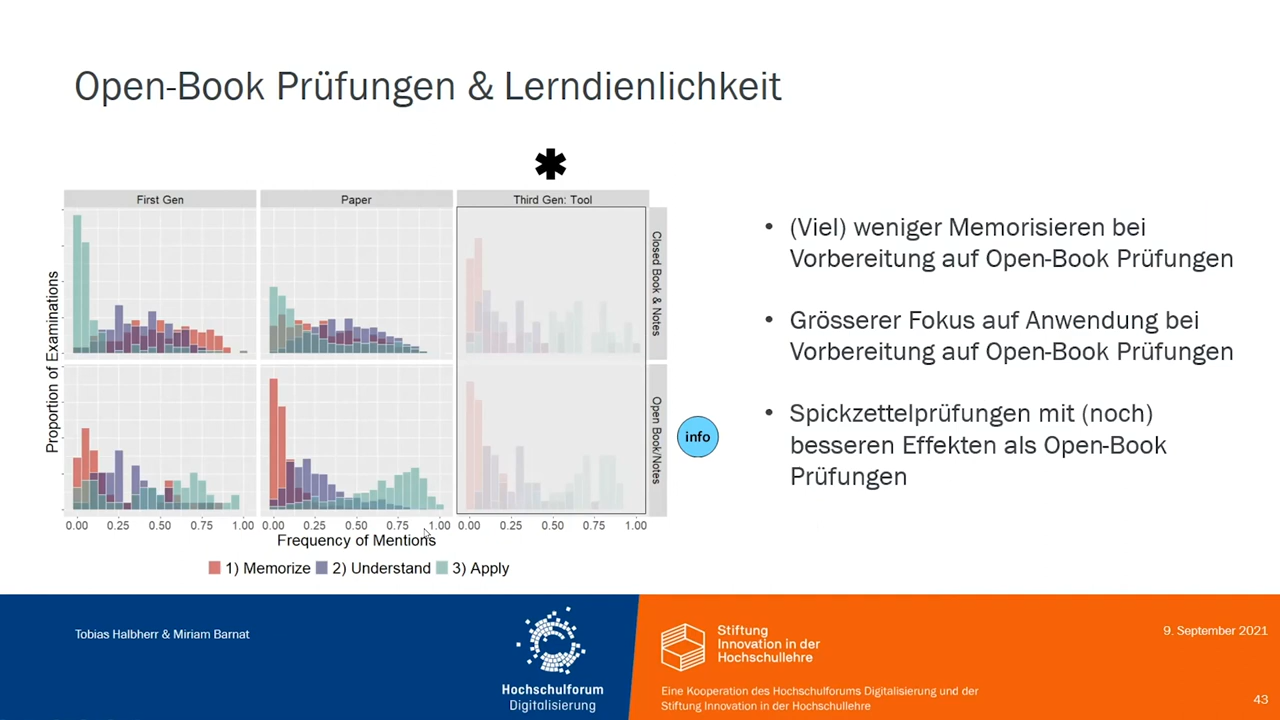 Open-Book Prüfungen & Lerndienlichkeit
*
First Gen
Paper
Third Gen: Tool
Proportion of Examinations
Closed Book & Notes
Open Book/Notes
0.00 0.25 0.50 0.75 1.00
0.00 0.25 0.50 0.75 1.00
0.00 0.25 0.50 0.75 1.00
Frequency of Mentions
1) Memorize 2) Understand 3) Apply
info
• (Viel) weniger Memorisieren bei
Vorbereitung auf Open-Book Prüfungen
• Grösserer Fokus auf Anwendung bei
Vorbereitung auf Open-Book Prüfungen
• Spickzettelprüfungen mit (noch)
besseren Effekten als Open-Book
Prüfungen
Tobias Halbherr & Miriam Barnat
Hochschulforum
Digitalisierung
Stiftung
Innovation in der
Hochschullehre
Eine Kooperation des Hochschulforums Digitalisierung und der
Stiftung Innovation in der Hochschullehre
9. September 2021
43